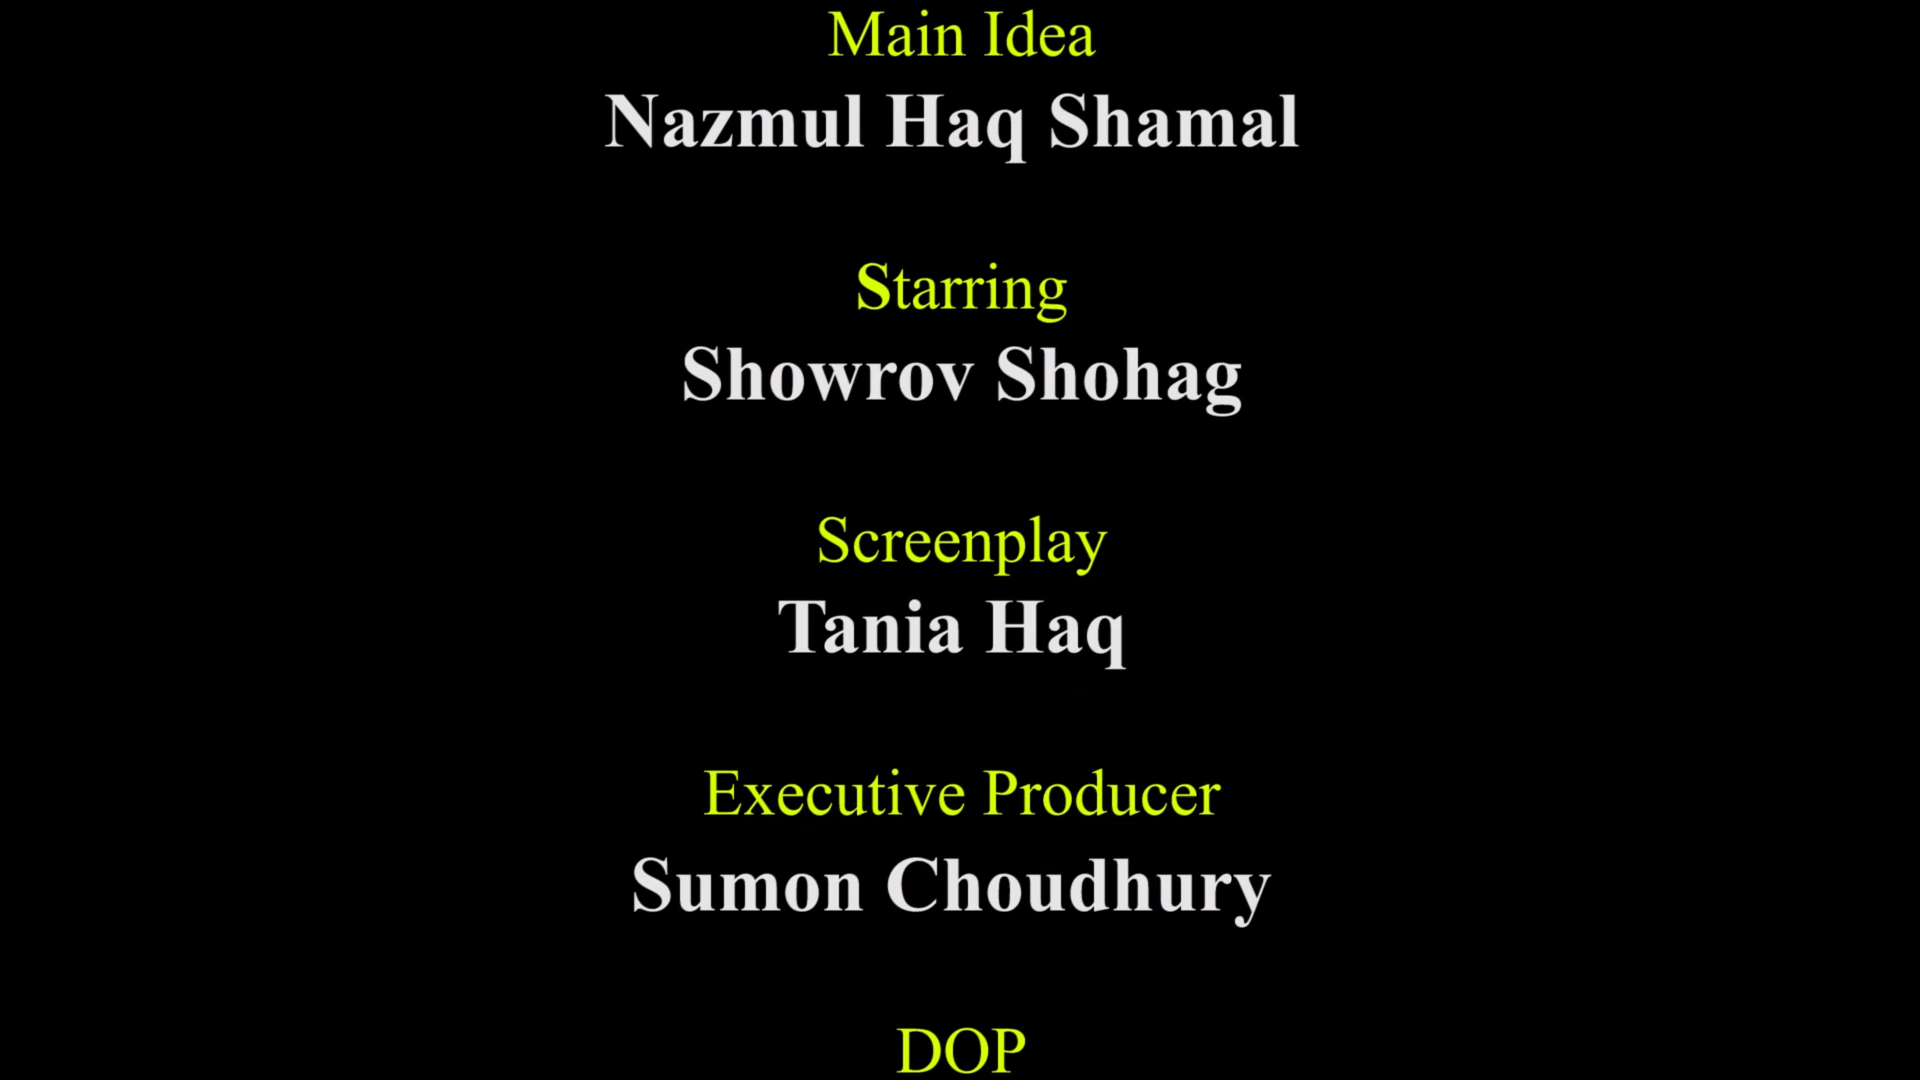 Main Idea
Nazmul Haq Shamal
Starring
Showrov Shohag
Screenplay
Tania Haq
Executive Producer
Sumon Choudhury
DOP